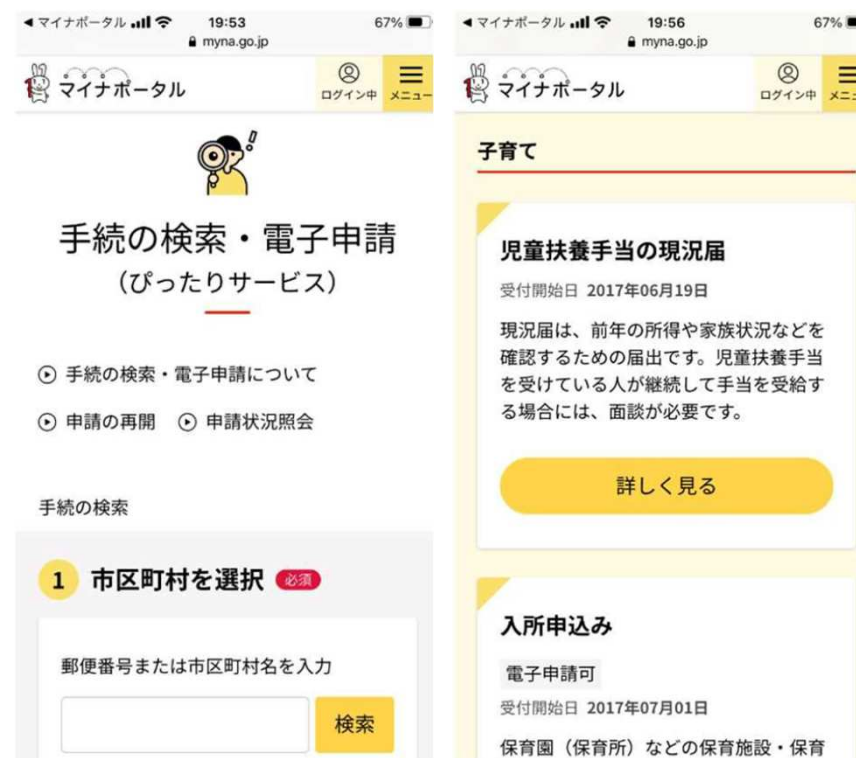 マイナポータル 19:53 67%
myna.go.jp
マイナポータル
ログイン中 メニュー
手続の検索・電子申請
（ぴったりサービス）
手続の検索・電子申請について
申請の再開 申請状況照会
手続の検索
1 市区町村を選択 必須
郵便番号または市区町村名を入力
検索
マイナポータル 19:56 67%
myna.go.jp
マイナポータル
ログイン中
子育て
児童扶養手当の現況届
受付開始日 2017年06月19日
現況届は、前年の所得や家族状況などを
確認するための届出です。児童扶養手当
を受けている人が継続して手当を受給す
る場合には、面談が必要です。
詳しく見る
入所申込み
電子申請可
受付開始日 2017年07月01日
保育園（保育所）などの保育施設・保育